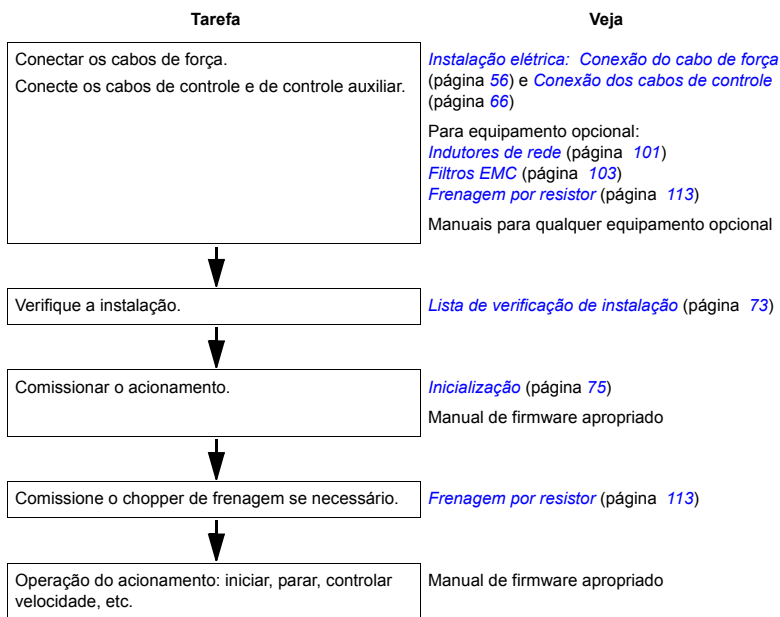 Tarefa
Veja
Conectar os cabos de força.
Conecte os cabos de controle e de controle auxiliar.
Instalação elétrica: Conexão do cabo de força
(página 56) e Conexão dos cabos de controle
(página 66)
Para equipamento opcional:
Indutores de rede (página 101)
Filtros EMC (página 103)
Frenagem por resistor (página 113)
Manuais para qualquer equipamento opcional
Verifique a instalação.
Lista de verificação de instalação (página 73)
Comissionar o acionamento.
Inicialização (página 75)
Manual de firmware apropriado
Comissione o chopper de frenagem se necessário.
Frenagem por resistor (página 113)
Operação do acionamento: iniciar, parar, controlar
velocidade, etc.
Manual de firmware apropriado